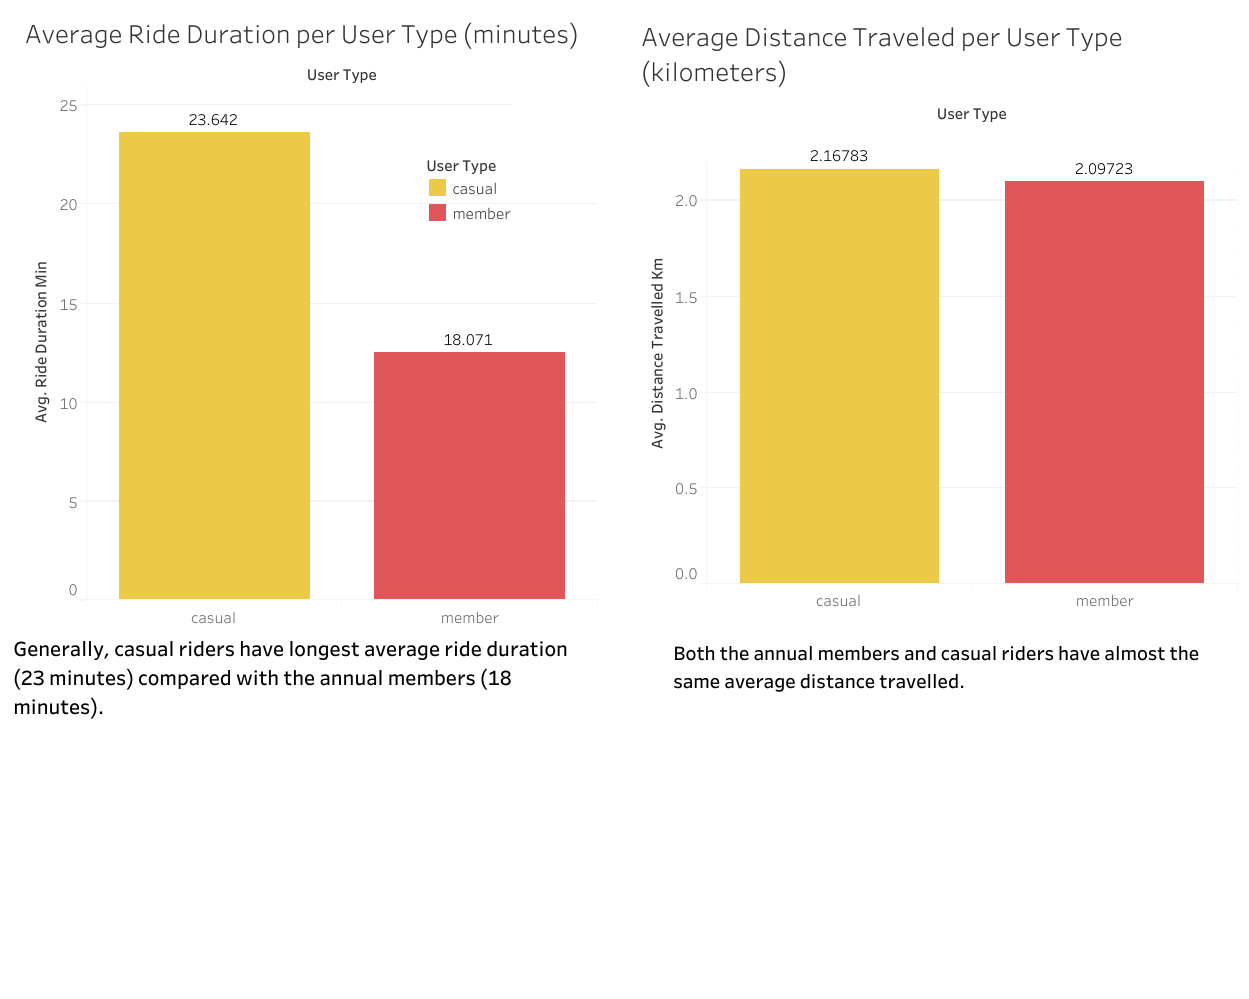 Average Ride Duration per User Type (minutes)
User Type
25
20
15
10
5
0
Avg. Ride Duration Min
23.642
18.071
User Type
casual
member
casual
member
Generally, casual riders have longest average ride duration
(23 minutes) compared with the annual members (18
minutes).
Average Distance Traveled per User Type
(kilometers)
User Type
2.0
1.5
1.0
0.5
0.0
Avg. Distance Travelled Km
2.16783
2.09723
casual
member
Both the annual members and casual riders have almost the
same average distance travelled.